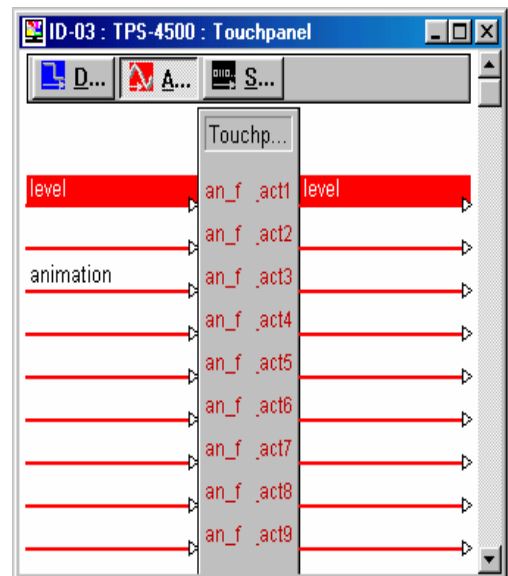 ID-03 : TPS-4500 : Touchpanel
D... A... S...
Touchp...
level an_f _act1 level
an_f _act2
animation an_f _act3
an_f _act4
an_f _act5
an_f _act6
an_f _act7
an_f _act8
an_f _act9